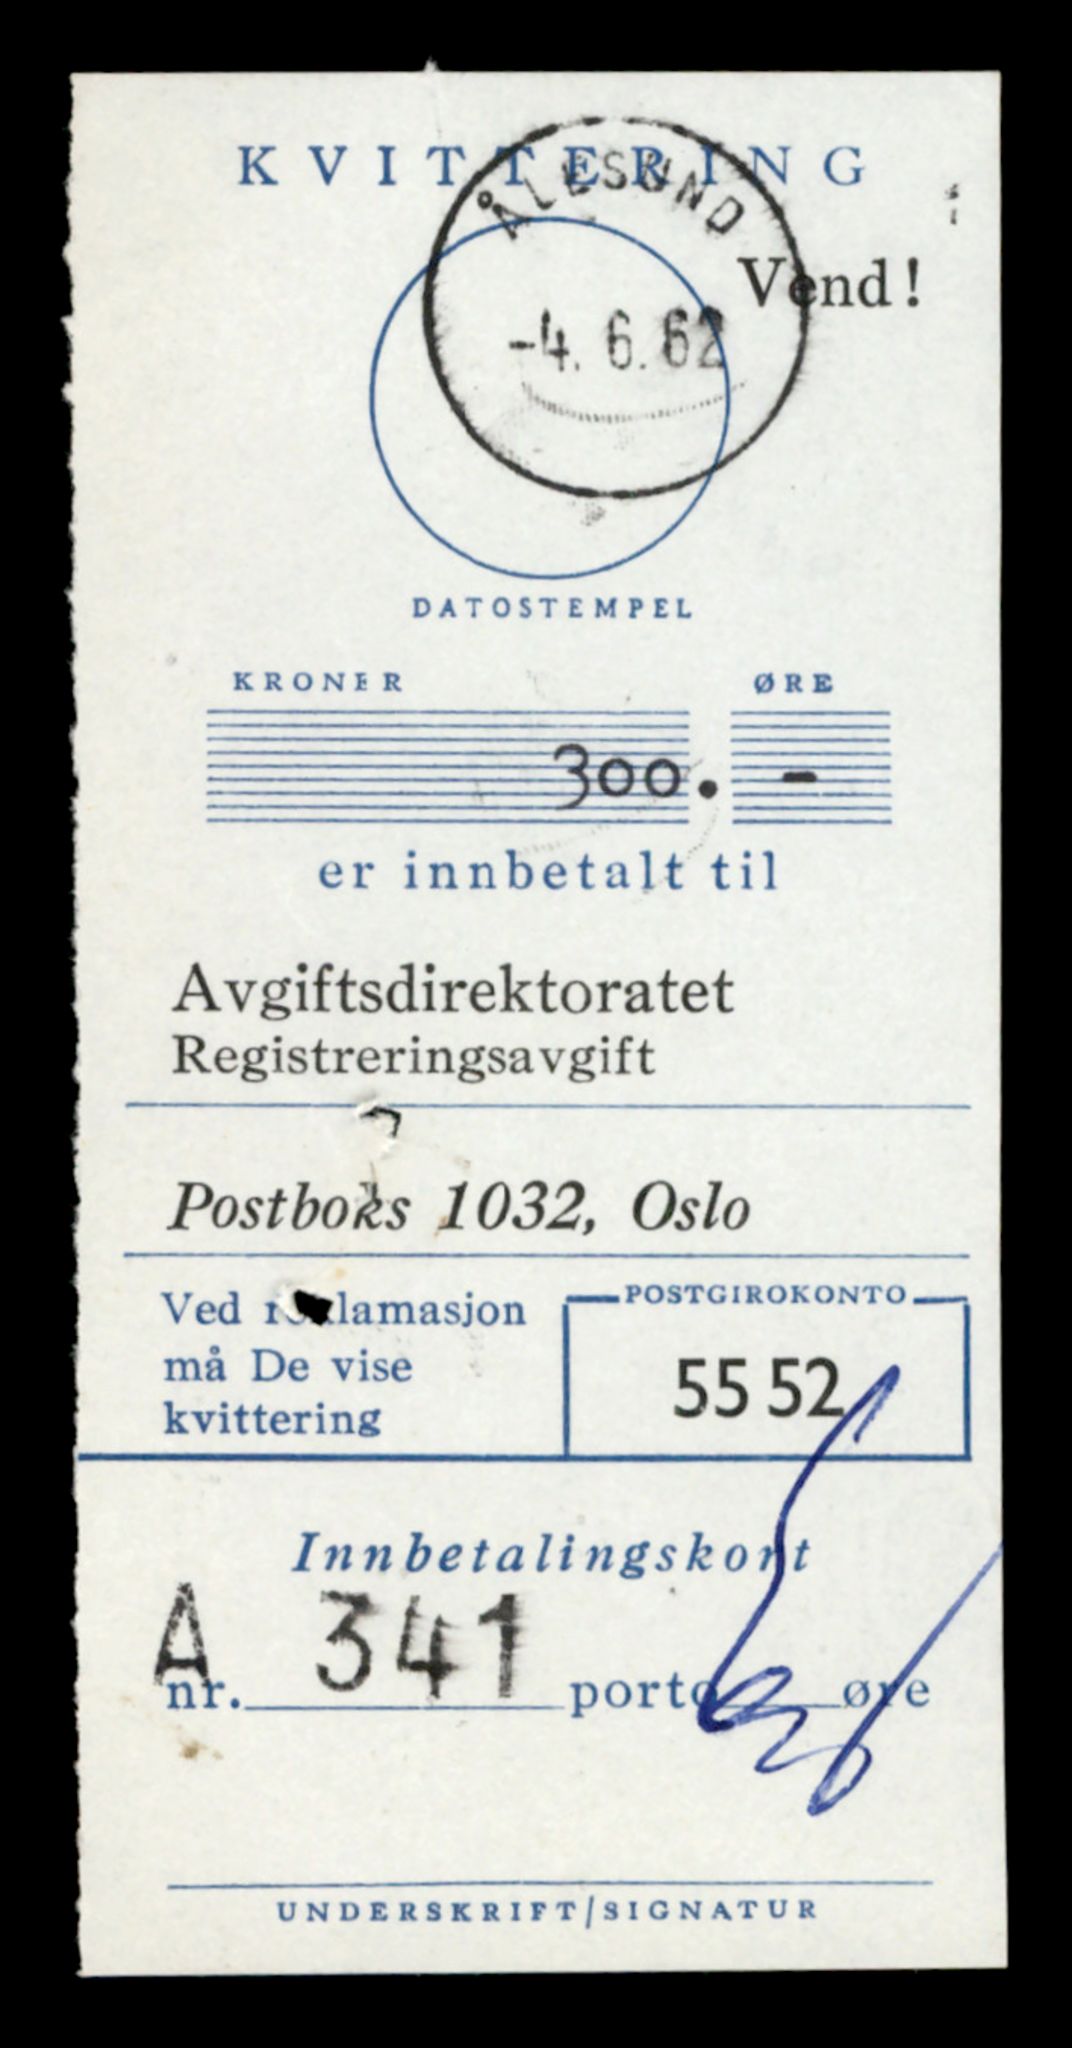 KVITTERING
ÅLESUND
Vend!
-4. 6. 62
DATOSTEMPEL
KRONER ØRE
300. -
er innbetalt til
Avgiftsdirektoratet
Registreringsavgift
Postboks 1032, Oslo
Ved reklamasjon
må De vise
kvittering
POSTGIROKONTO
55 52
Innbetalingskort
A 341
nr. porto øre
UNDERSKRIFT/SIGNATUR